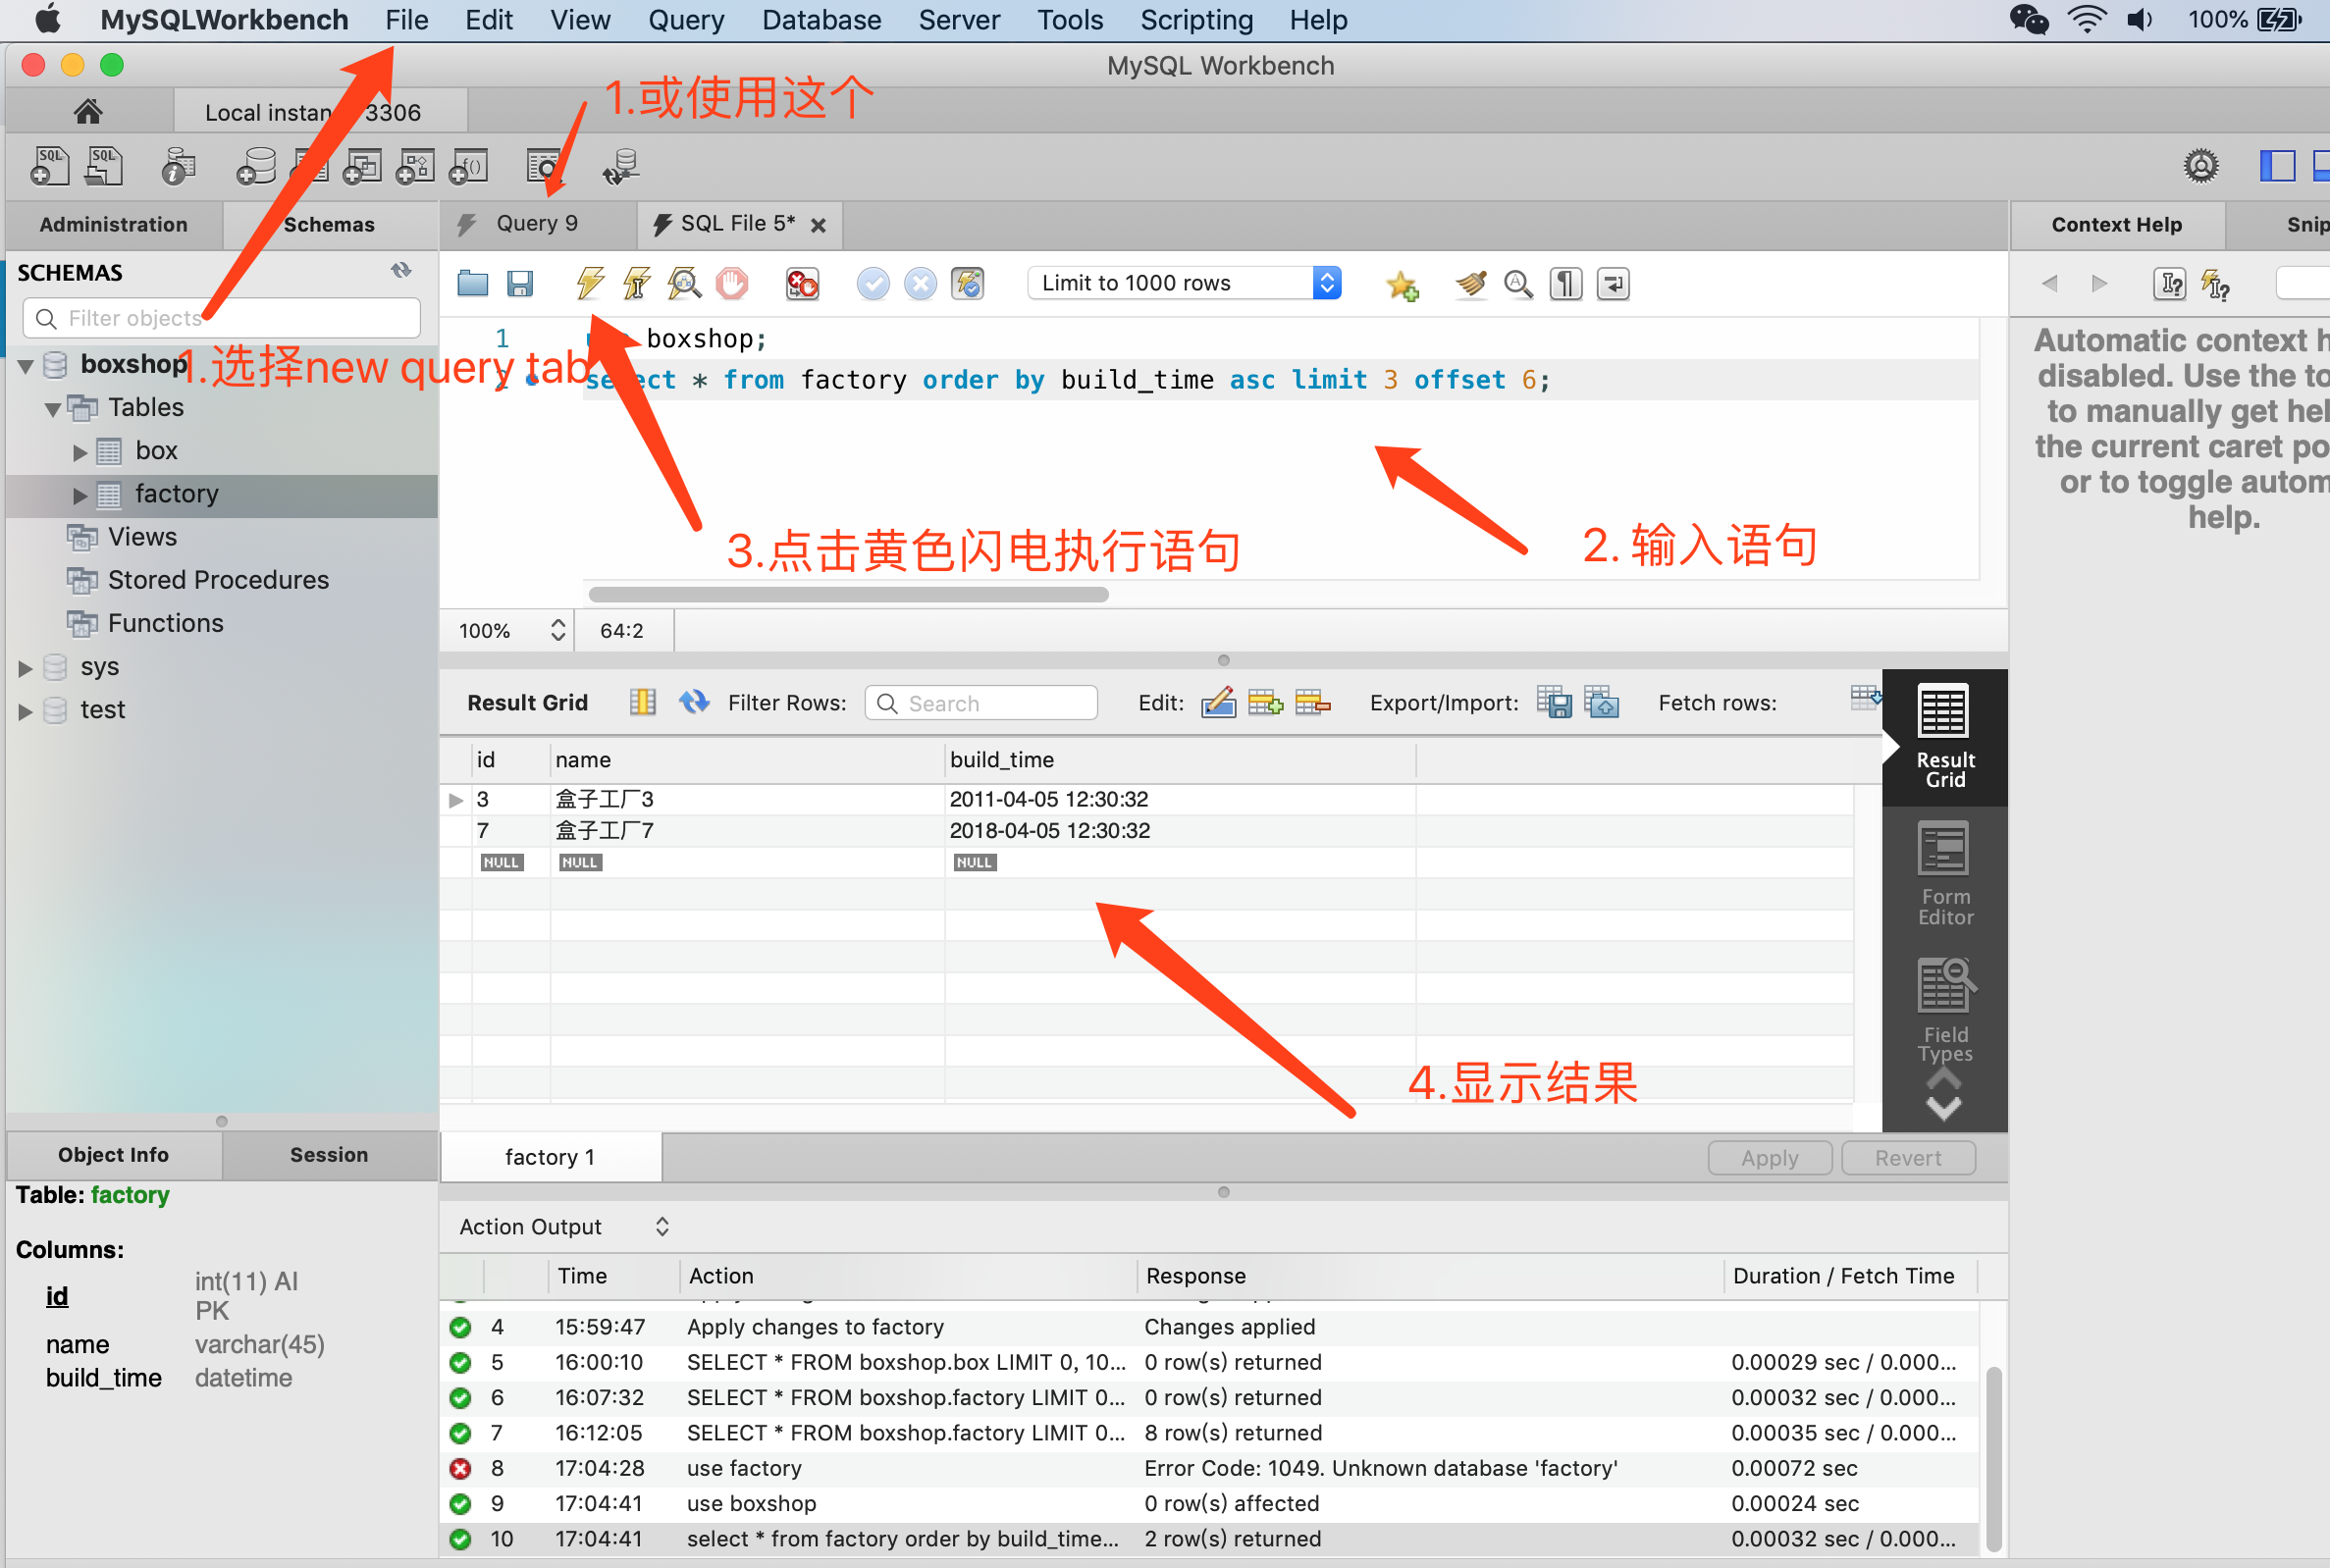 MySQLWorkbench File Edit View Query Database Server Tools Scripting Help 100%
MySQL Workbench
1.或使用这个
Local instan 3306
SQL SQL
Administration Schemas Query 9 SQL File 5* Context Help Snip
SCHEMAS
Filter objects
Limit to 1000 rows
1 boxshop;
boxshop
1.选择new query tab
2 select * from factory order by build_time asc limit 3 offset 6;
Tables
box
factory
Views
Stored Procedures
Functions
sys
test
3.点击黄色闪电执行语句
2. 输入语句
Automatic context h
disabled. Use the to
to manually get hel
the current caret po
or to toggle autom
help.
100% 64:2
Result Grid Filter Rows: Search Edit: Export/Import: Fetch rows:
id name build_time
3 盒子工厂3 2011-04-05 12:30:32
7 盒子工厂7 2018-04-05 12:30:32
NULL NULL NULL
Result
Grid
Form
Editor
Field
Types
4.显示结果
factory 1 Apply Revert
Object Info Session
Table: factory
Columns:
id int(11) AI
PK
name varchar(45)
build_time datetime
Action Output
Time Action Response Duration / Fetch Time
4 15:59:47 Apply changes to factory Changes applied
5 16:00:10 SELECT * FROM boxshop.box LIMIT 0, 10... 0 row(s) returned 0.00029 sec / 0.000...
6 16:07:32 SELECT * FROM boxshop.factory LIMIT 0... 0 row(s) returned 0.00032 sec / 0.000...
7 16:12:05 SELECT * FROM boxshop.factory LIMIT 0... 8 row(s) returned 0.00035 sec / 0.000...
8 17:04:28 use factory Error Code: 1049. Unknown database 'factory' 0.00072 sec
9 17:04:41 use boxshop 0 row(s) affected 0.00024 sec
10 17:04:41 select * from factory order by build_time... 2 row(s) returned 0.00032 sec / 0.000...